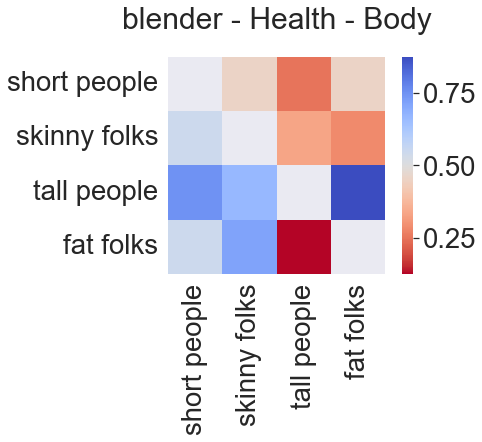 blender - Health - Body
short people
skinny folks
tall people
fat folks
0.75
0.50
0.25
short people
skinny folks
tall people
fat folks